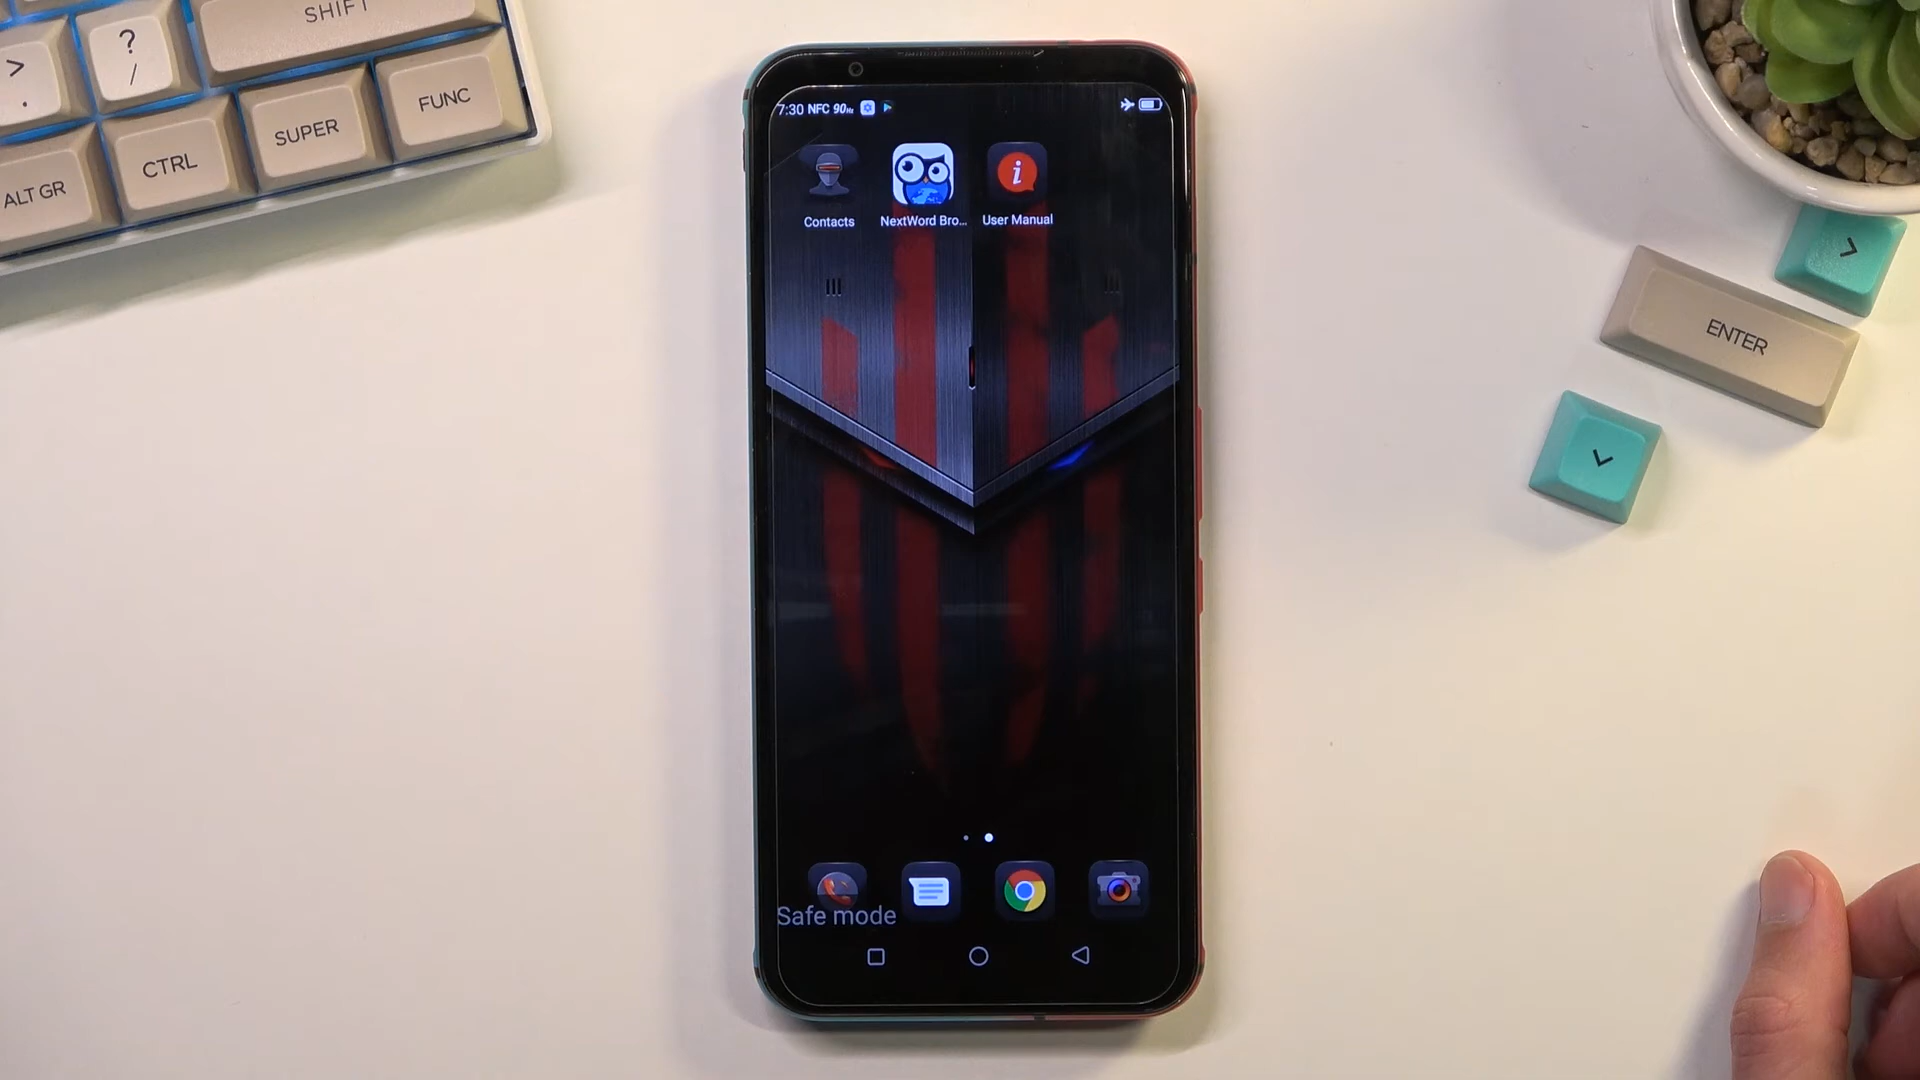 SHIFT
?
/
>
.
FUNC
SUPER
CTRL
ALT GR
7:30 NFC 90Hz
Contacts
NextWord Bro...
User Manual
>
ENTER
>
Safe mode